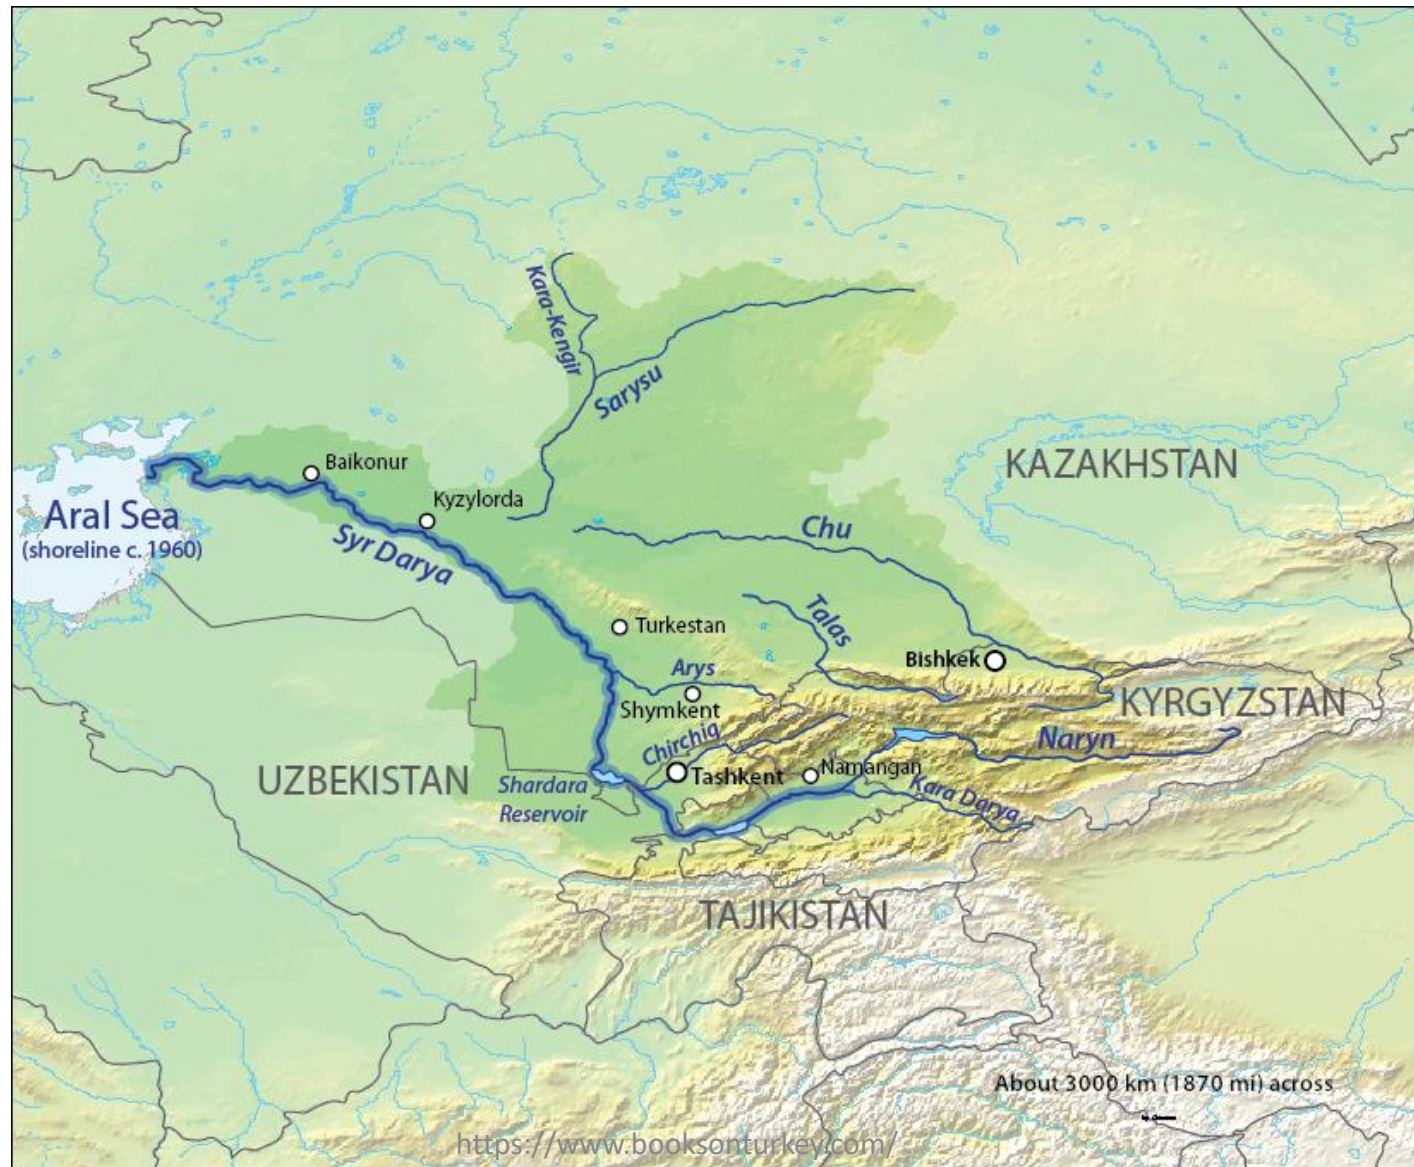 Kara-Kengir
Sarysu
KAZAKHSTAN
Baikonur
Kyzylorda
Aral Sea
(shoreline c. 1960)
Syr Darya
Chu
Talas
Turkestan
Bishkek
Arys
Shymkent
KYRGYZSTAN
Chirchiq
Naryn
UZBEKISTAN
Shardara
Reservoir
Tashkent
Namangan
Kara Darya
TAJIKISTAN
About 3000 km (1870 mi) across
https://www.booksonturkey.com/